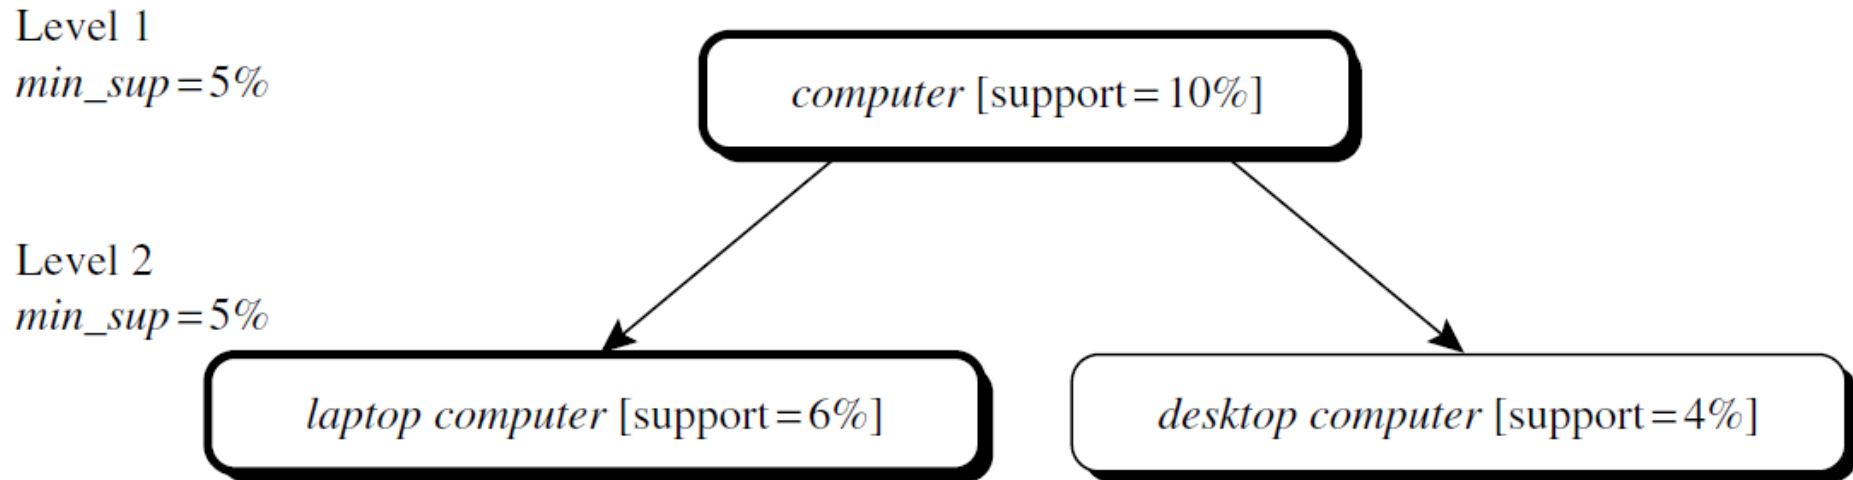 Level 1
min_sup=5%
computer [support=10%]
Level 2
min_sup=5%
laptop computer [support=6%]
desktop computer [support=4%]